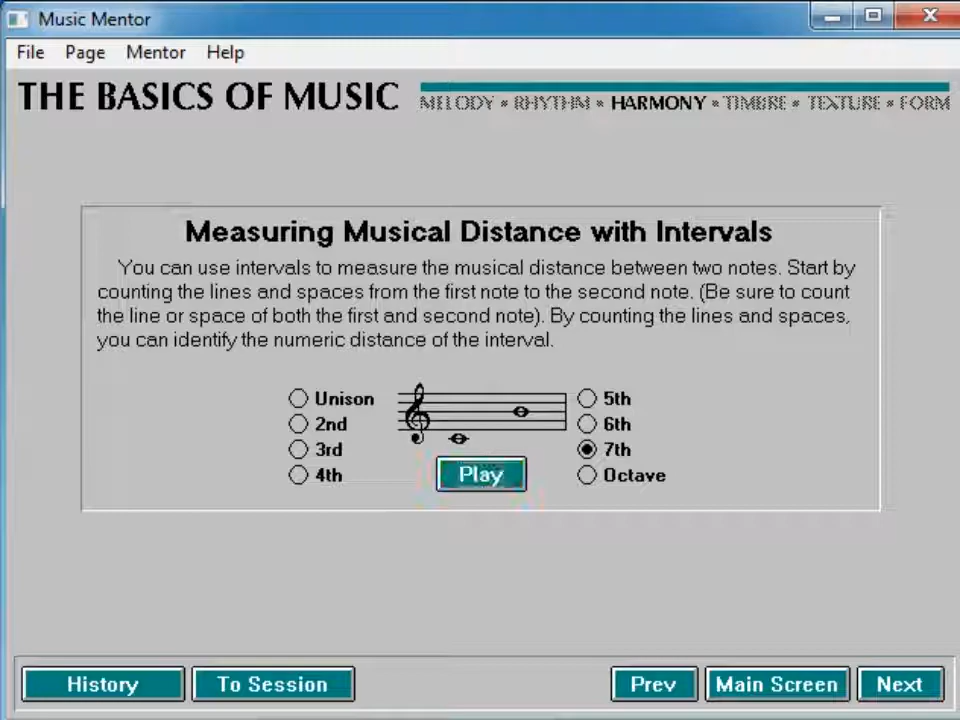 Music Mentor
File Page Mentor Help
THE BASICS OF MUSIC
MELODY • RHYTHM • HARMONY • TIMBRE • TEXTURE • FORM
Measuring Musical Distance with Intervals
You can use intervals to measure the musical distance between two notes. Start by
counting the lines and spaces from the first note to the second note. (Be sure to count
the line or space of both the first and second note). By counting the lines and spaces,
you can identify the numeric distance of the interval.
Unison
2nd
3rd
4th
Play
5th
6th
7th
Octave
History To Session Prev Main Screen Next